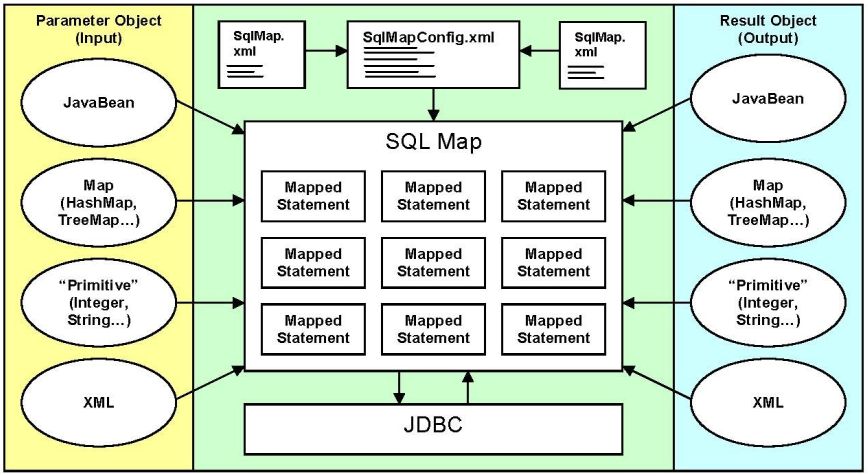 Parameter Object
(Input)
JavaBean
Map
(HashMap,
TreeMap…)
“Primitive”
(Integer,
String…)
XML
SqlMap.
xml
SqlMapConfig.xml
SqlMap.
xml
SQL Map
Mapped
Statement
Mapped
Statement
Mapped
Statement
Mapped
Statement
Mapped
Statement
Mapped
Statement
Mapped
Statement
Mapped
Statement
Mapped
Statement
JDBC
Result Object
(Output)
JavaBean
Map
(HashMap,
TreeMap…)
“Primitive”
(Integer,
String…)
XML